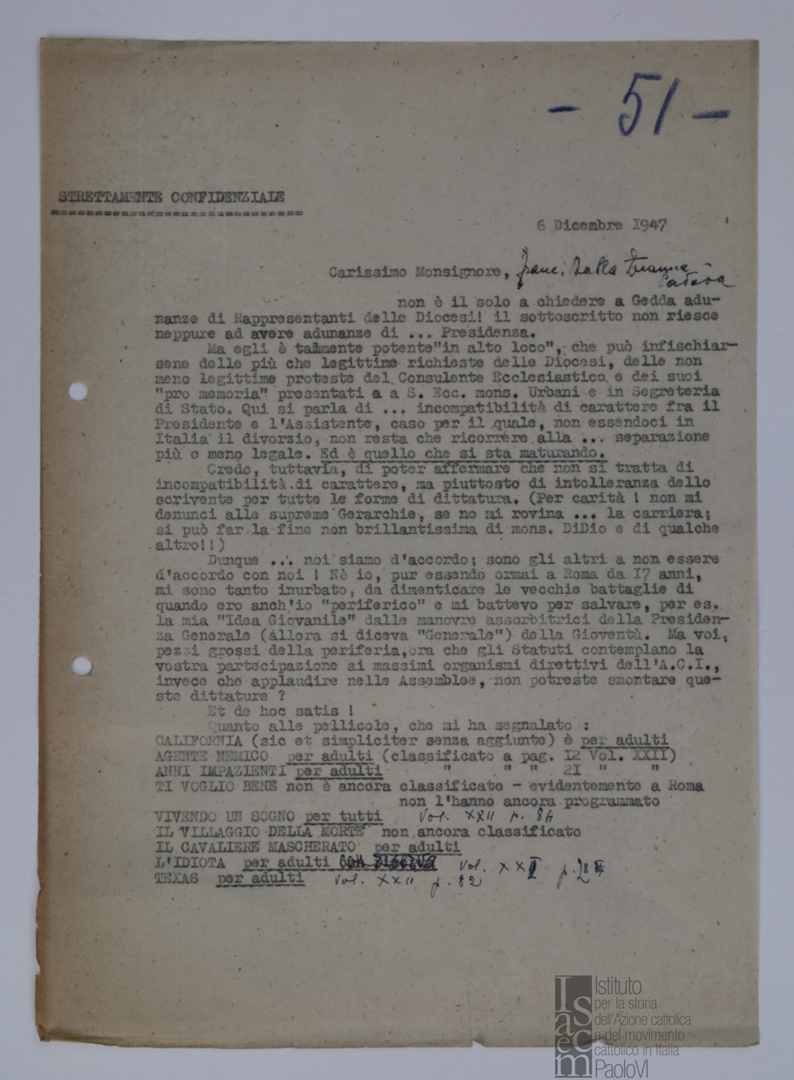 - 51 -
STRETTAMENTE CONFIDENZIALE
6 Dicembre 1947
Carissimo Monsignore, Franc. Dalla
non è il solo a chiedere a Gedda adu-
nanze di Rappresentanti delle Diocesi! il sottoscritto non riesce
neppure ad avere adunanze di ... Presidenza.
Ma egli è talmente potente"in alto loco", che può infischiar-
sene delle più che legittime richieste delle Diocesi, delle non
meno legittime proteste del Consulente Ecclesiastico e dei suoi
"pro memoria" presentati a a S. Ecc. mons. Urbani e in Segreteria
di Stato. Qui si parla di ... incompatibilità di carattere fra il
Presidente e l'Assistente, caso per il quale, non essendoci in
Italia il divorzio, non resta che ricorrere alla ... separazione
più o meno legale. Ed è quello che si sta maturando.
Credo, tuttavia, di poter affermare che non si tratta di
incompatibilità di carattere, ma piuttosto di intolleranza dello
scrivente per tutte le forme di dittatura. (Per carità ! non mi
denunci alle supreme Gerarchie, se no mi rovina ... la carriera;
si può far la fine non brillantissima di mons. DiDio e di qualche
altro!!)
Dunque ... noi siamo d'accordo; sono gli altri a non essere
d'accordo con noi ! Nè io, pur essendo ormai a Roma da I7 anni,
mi sono tanto inurbato, da dimenticare le vecchie battaglie di
quando ero anch'io "periferico" e mi battevo per salvare, per es.
la mia "Idea Giovanile" dalle manovre assorbitrici della Presiden-
za Generale (allora si diceva "Generale") della Gioventù. Ma voi,
pezzi grossi della periferia,ora che gli Statuti contemplano la
vostra partecipazione ai massimi organismi direttivi dell'A.C.I.,
invece che applaudire nelle Assemblee, non potreste smontare que-
ste dittature ?
Et de hoc satis !
Quanto alle pellicole, che mi ha segnalato :
CALIFORNIA (sic et simpliciter senza aggiunte) è per adulti
AGENTE NEMICO per adulti (classificato a pag. I2 Vol. XXII)
ANNI IMPAZIENTI per adulti " " " 2I " "
TI VOGLIO BENE non è ancora classificato - evidentemente a Roma
non l'hanno ancora programmato
VIVENDO UN SOGNO per tutti Vol. XXII p. 84
IL VILLAGGIO DELLA MORTE non ancora classificato
IL CAVALIERE MASCHERATO per adulti
L'IDIOTA per adulti Vol. XXI p.
TEXAS per adulti Vol. XXII p. 82
Istituto
per la storia
dell'Azione cattolica
e del movimento
cattolico in Italia
PaoloVI
Isacem